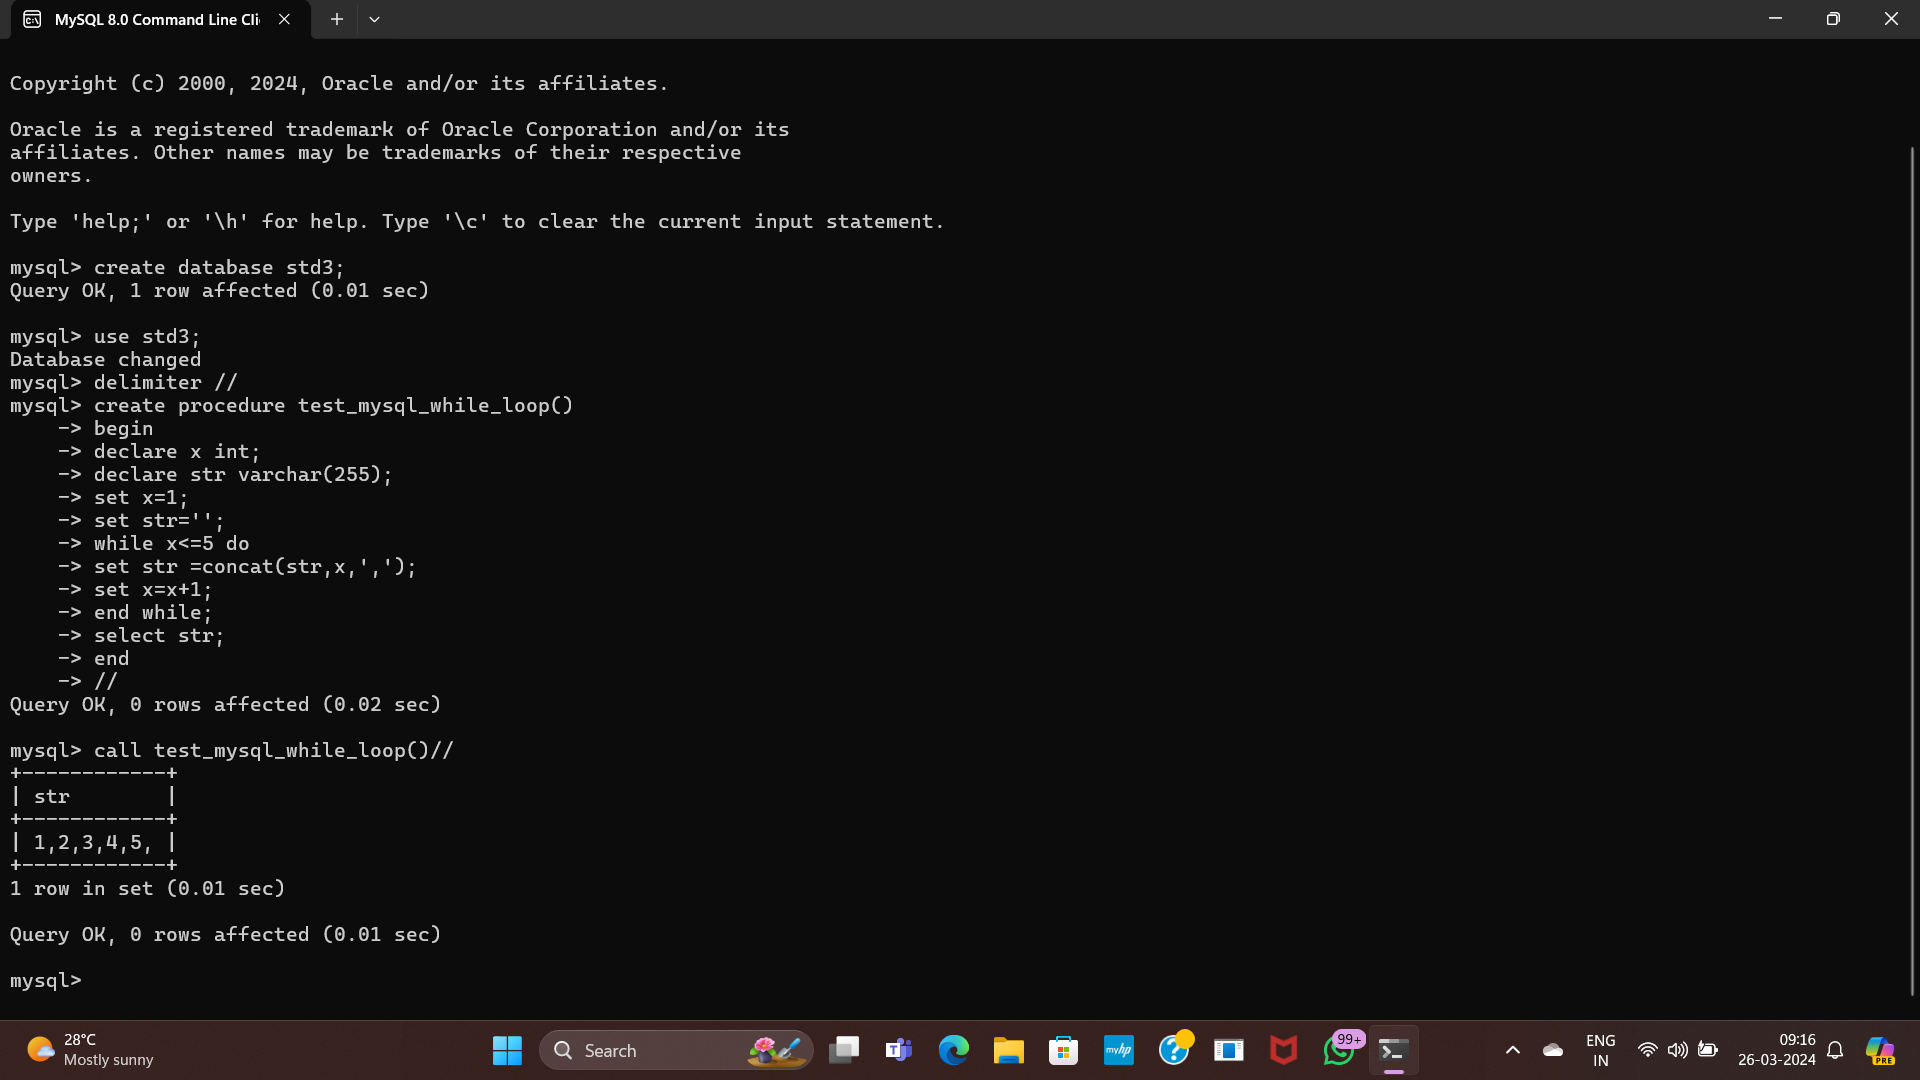 MySQL 8.0 Command Line Cli
Copyright (c) 2000, 2024, Oracle and/or its affiliates.
Oracle is a registered trademark of Oracle Corporation and/or its
affiliates. Other names may be trademarks of their respective
owners.
Type 'help;' or '\h' for help. Type '\c' to clear the current input statement.
mysql> create database std3;
Query OK, 1 row affected (0.01 sec)
mysql> use std3;
Database changed
mysql> delimiter //
mysql> create procedure test_mysql_while_loop()
    -> begin
    -> declare x int;
    -> declare str varchar(255);
    -> set x=1;
    -> set str='';
    -> while x<=5 do
    -> set str =concat(str,x,',');
    -> set x=x+1;
    -> end while;
    -> select str;
    -> end
    -> //
Query OK, 0 rows affected (0.02 sec)
mysql> call test_mysql_while_loop()//
+------------+
| str        |
+------------+
| 1,2,3,4,5, |
+------------+
1 row in set (0.01 sec)
Query OK, 0 rows affected (0.01 sec)
mysql>
28°C
Mostly sunny
Search
T
myhp
?
99+
ENG
IN
09:16
26-03-2024
PRE